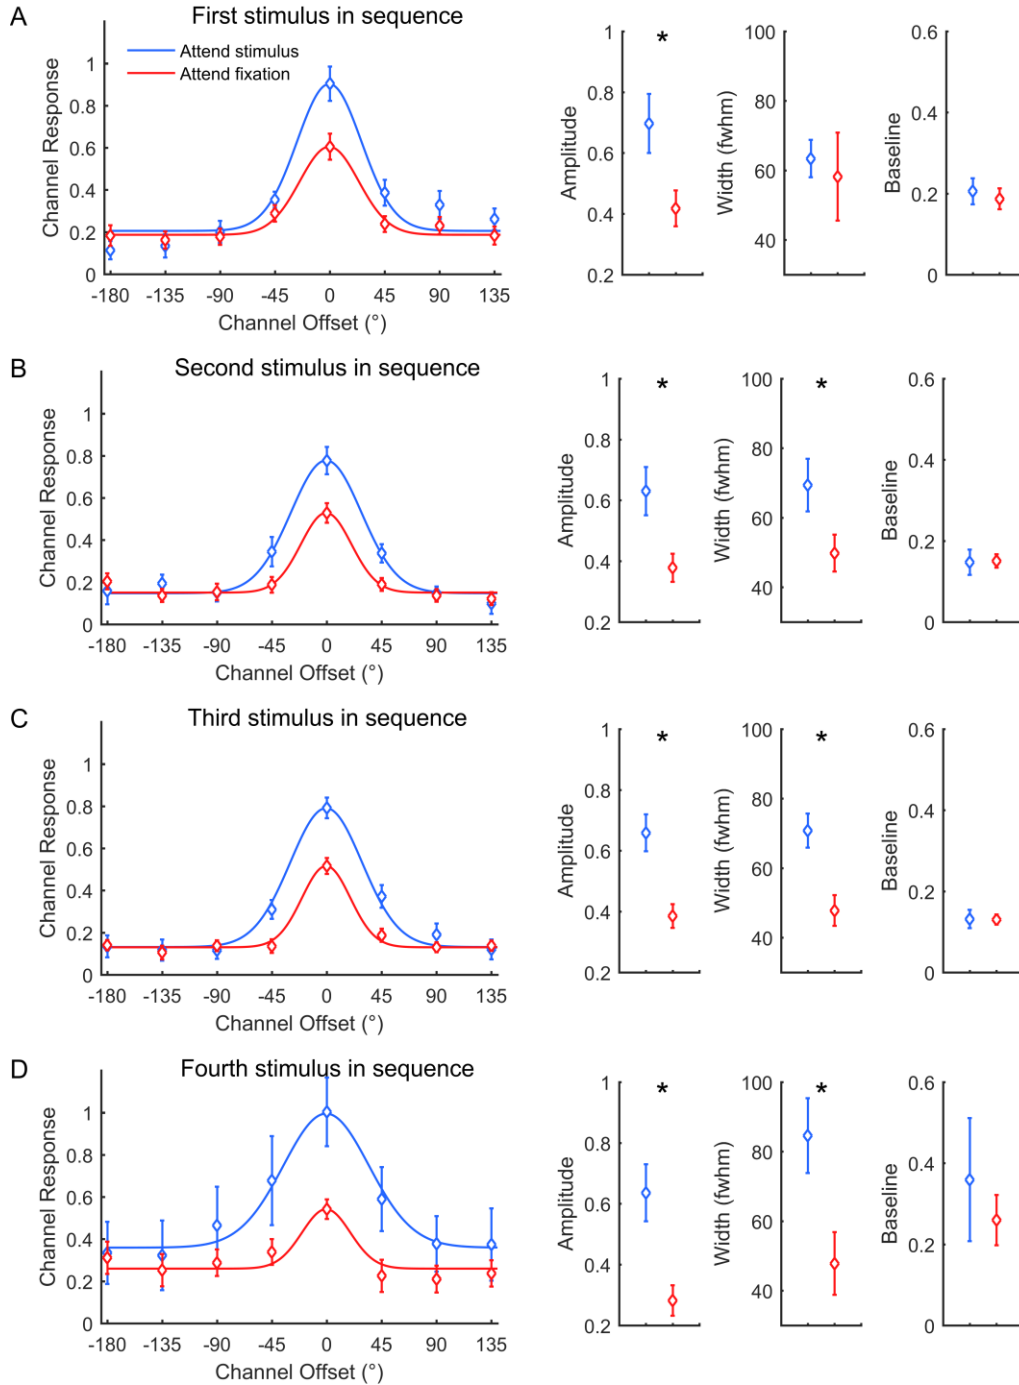 A
First stimulus in sequence
Attend stimulus
Attend fixation
Channel Response
1
0.8
0.6
0.4
0.2
0
-180 -135 -90 -45 0 45 90 135
Channel Offset (°)
Amplitude
1
0.8
0.6
0.4
0.2
*
Width (fwhm)
100
80
60
40
Baseline
0.6
0.4
0.2
0
B
Second stimulus in sequence
Channel Response
1
0.8
0.6
0.4
0.2
0
-180 -135 -90 -45 0 45 90 135
Channel Offset (°)
Amplitude
1
0.8
0.6
0.4
0.2
*
Width (fwhm)
100
80
60
40
*
Baseline
0.6
0.4
0.2
0
C
Third stimulus in sequence
Channel Response
1
0.8
0.6
0.4
0.2
0
-180 -135 -90 -45 0 45 90 135
Channel Offset (°)
Amplitude
1
0.8
0.6
0.4
0.2
*
Width (fwhm)
100
80
60
40
*
Baseline
0.6
0.4
0.2
0
D
Fourth stimulus in sequence
Channel Response
1
0.8
0.6
0.4
0.2
0
-180 -135 -90 -45 0 45 90 135
Channel Offset (°)
Amplitude
1
0.8
0.6
0.4
0.2
*
Width (fwhm)
100
80
60
40
*
Baseline
0.6
0.4
0.2
0